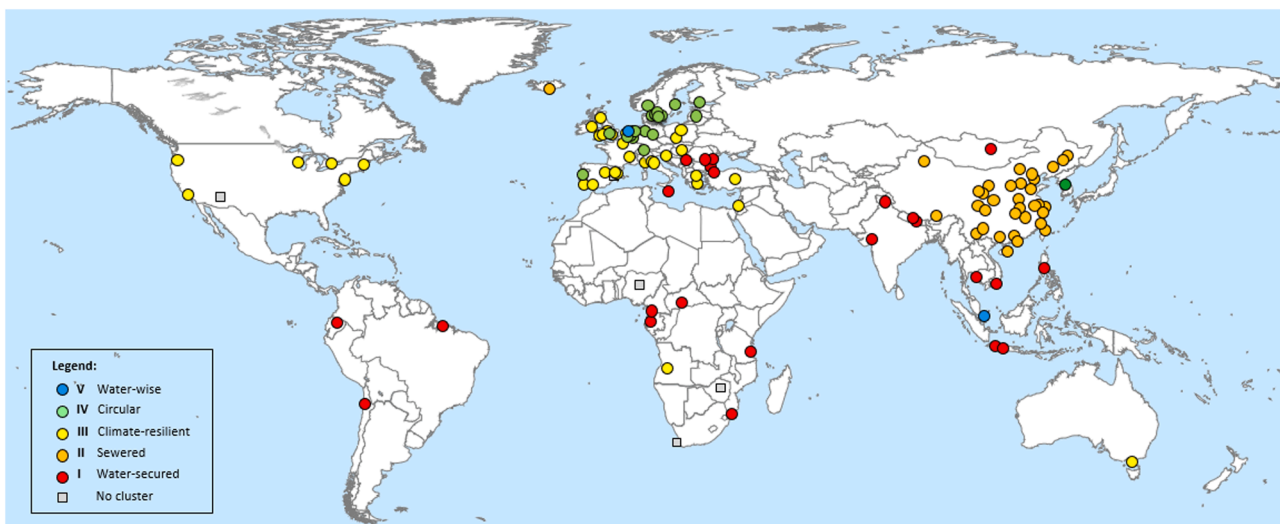 Legend:
V Water-wise
IV Circular
III Climate-resilient
II Sewered
I Water-secured
No cluster